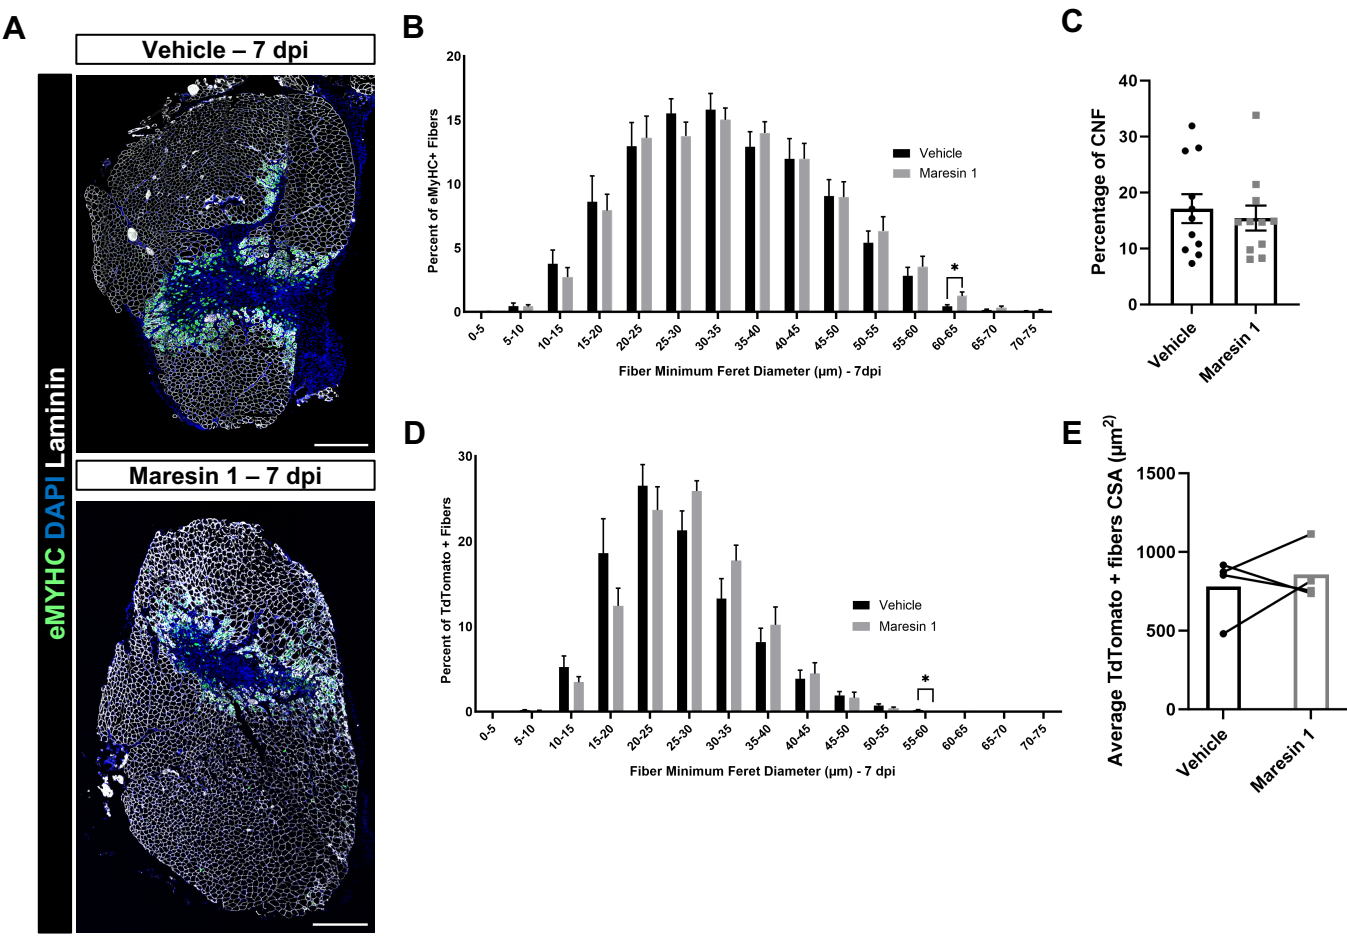 A
Vehicle – 7 dpi
eMYHC DAPI Laminin
Maresin 1 – 7 dpi
B
Percent of eMyHC+ Fibers
20
15
10
5
0
Vehicle
Maresin 1
*
0-5 5-10 10-15 15-20 20-25 25-30 30-35 35-40 40-45 45-50 50-55 55-60 60-65 65-70 70-75
Fiber Minimum Feret Diameter (µm) - 7dpi
C
Percentage of CNF
40
30
20
10
0
Vehicle Maresin 1
D
Percent of TdTomato + Fibers
30
20
10
0
Vehicle
Maresin 1
*
0-5 5-10 10-15 15-20 20-25 25-30 30-35 35-40 40-45 45-50 50-55 55-60 60-65 65-70 70-75
Fiber Minimum Feret Diameter (µm) - 7 dpi
E
Average TdTomato + fibers CSA (µm²)
1500
1000
500
0
Vehicle Maresin 1